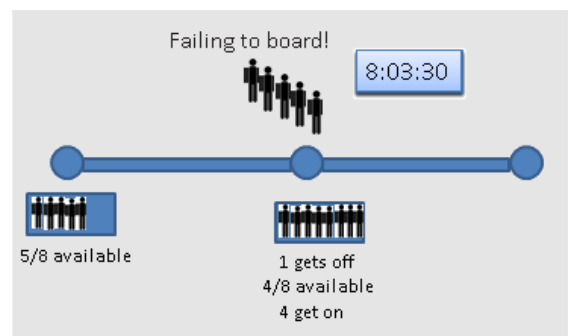 Failing to board!
8:03:30
5/8 available
1 gets off
4/8 available
4 get on